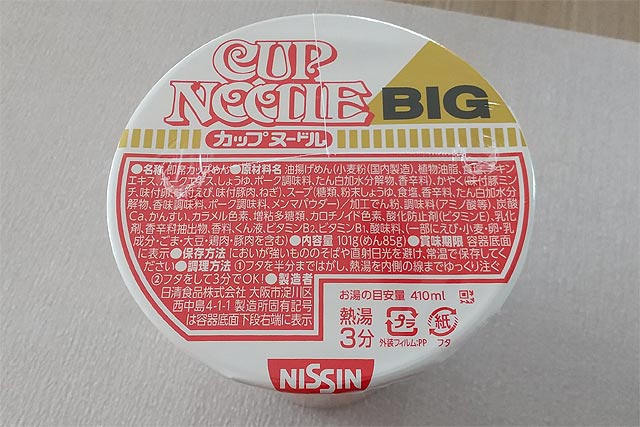 CUP
NOODLE BIG
カップヌードル
●名称/即席カップめん●原材料名 油揚げめん(小麦粉(国内製造)、植物油脂、食塩、チキン
エキス、ポークエキス、しょうゆ、ポーク調味料、たん白加水分解物、香辛料)、かやく(味付豚ミン
チ、味付卵、味付えび、味付豚肉、ねぎ)、スープ(糖類、粉末しょうゆ、食塩、香辛料、たん白加水分
解物、香味調味料、ポーク調味料、メンマパウダー)/加工でん粉、調味料(アミノ酸等)、炭酸
Ca、かんすい、カラメル色素、増粘多糖類、カロチノイド色素、酸化防止剤(ビタミンE)、乳化
剤、香辛料抽出物、香料、くん液、ビタミンB2、ビタミンB1、酸味料、(一部にえび・小麦・卵・乳
成分・ごま・大豆・鶏肉・豚肉を含む)●内容量 101g(めん85g)●賞味期限 容器底面
に表示●保存方法 においが強いもののそばや直射日光を避け、常温で保存してく
ださい●調理方法 ①フタを半分まではがし、熱湯を内側の線までゆっくり注ぐ
②フタをして3分でOK!●製造者
日清食品株式会社 大阪市淀川区
西中島4-1-1 製造所固有記号
は容器底面下段右端に表示
お湯の目安量 410ml
熱湯
3分
プラ
外装フィルム:PP
紙
フタ
NISSIN